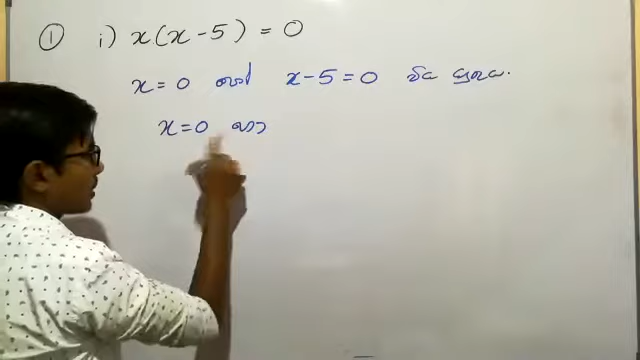 ① i) x(x-5) = 0
x = 0 හෝ x-5 = 0 විය යුතුය.
x = 0 හො